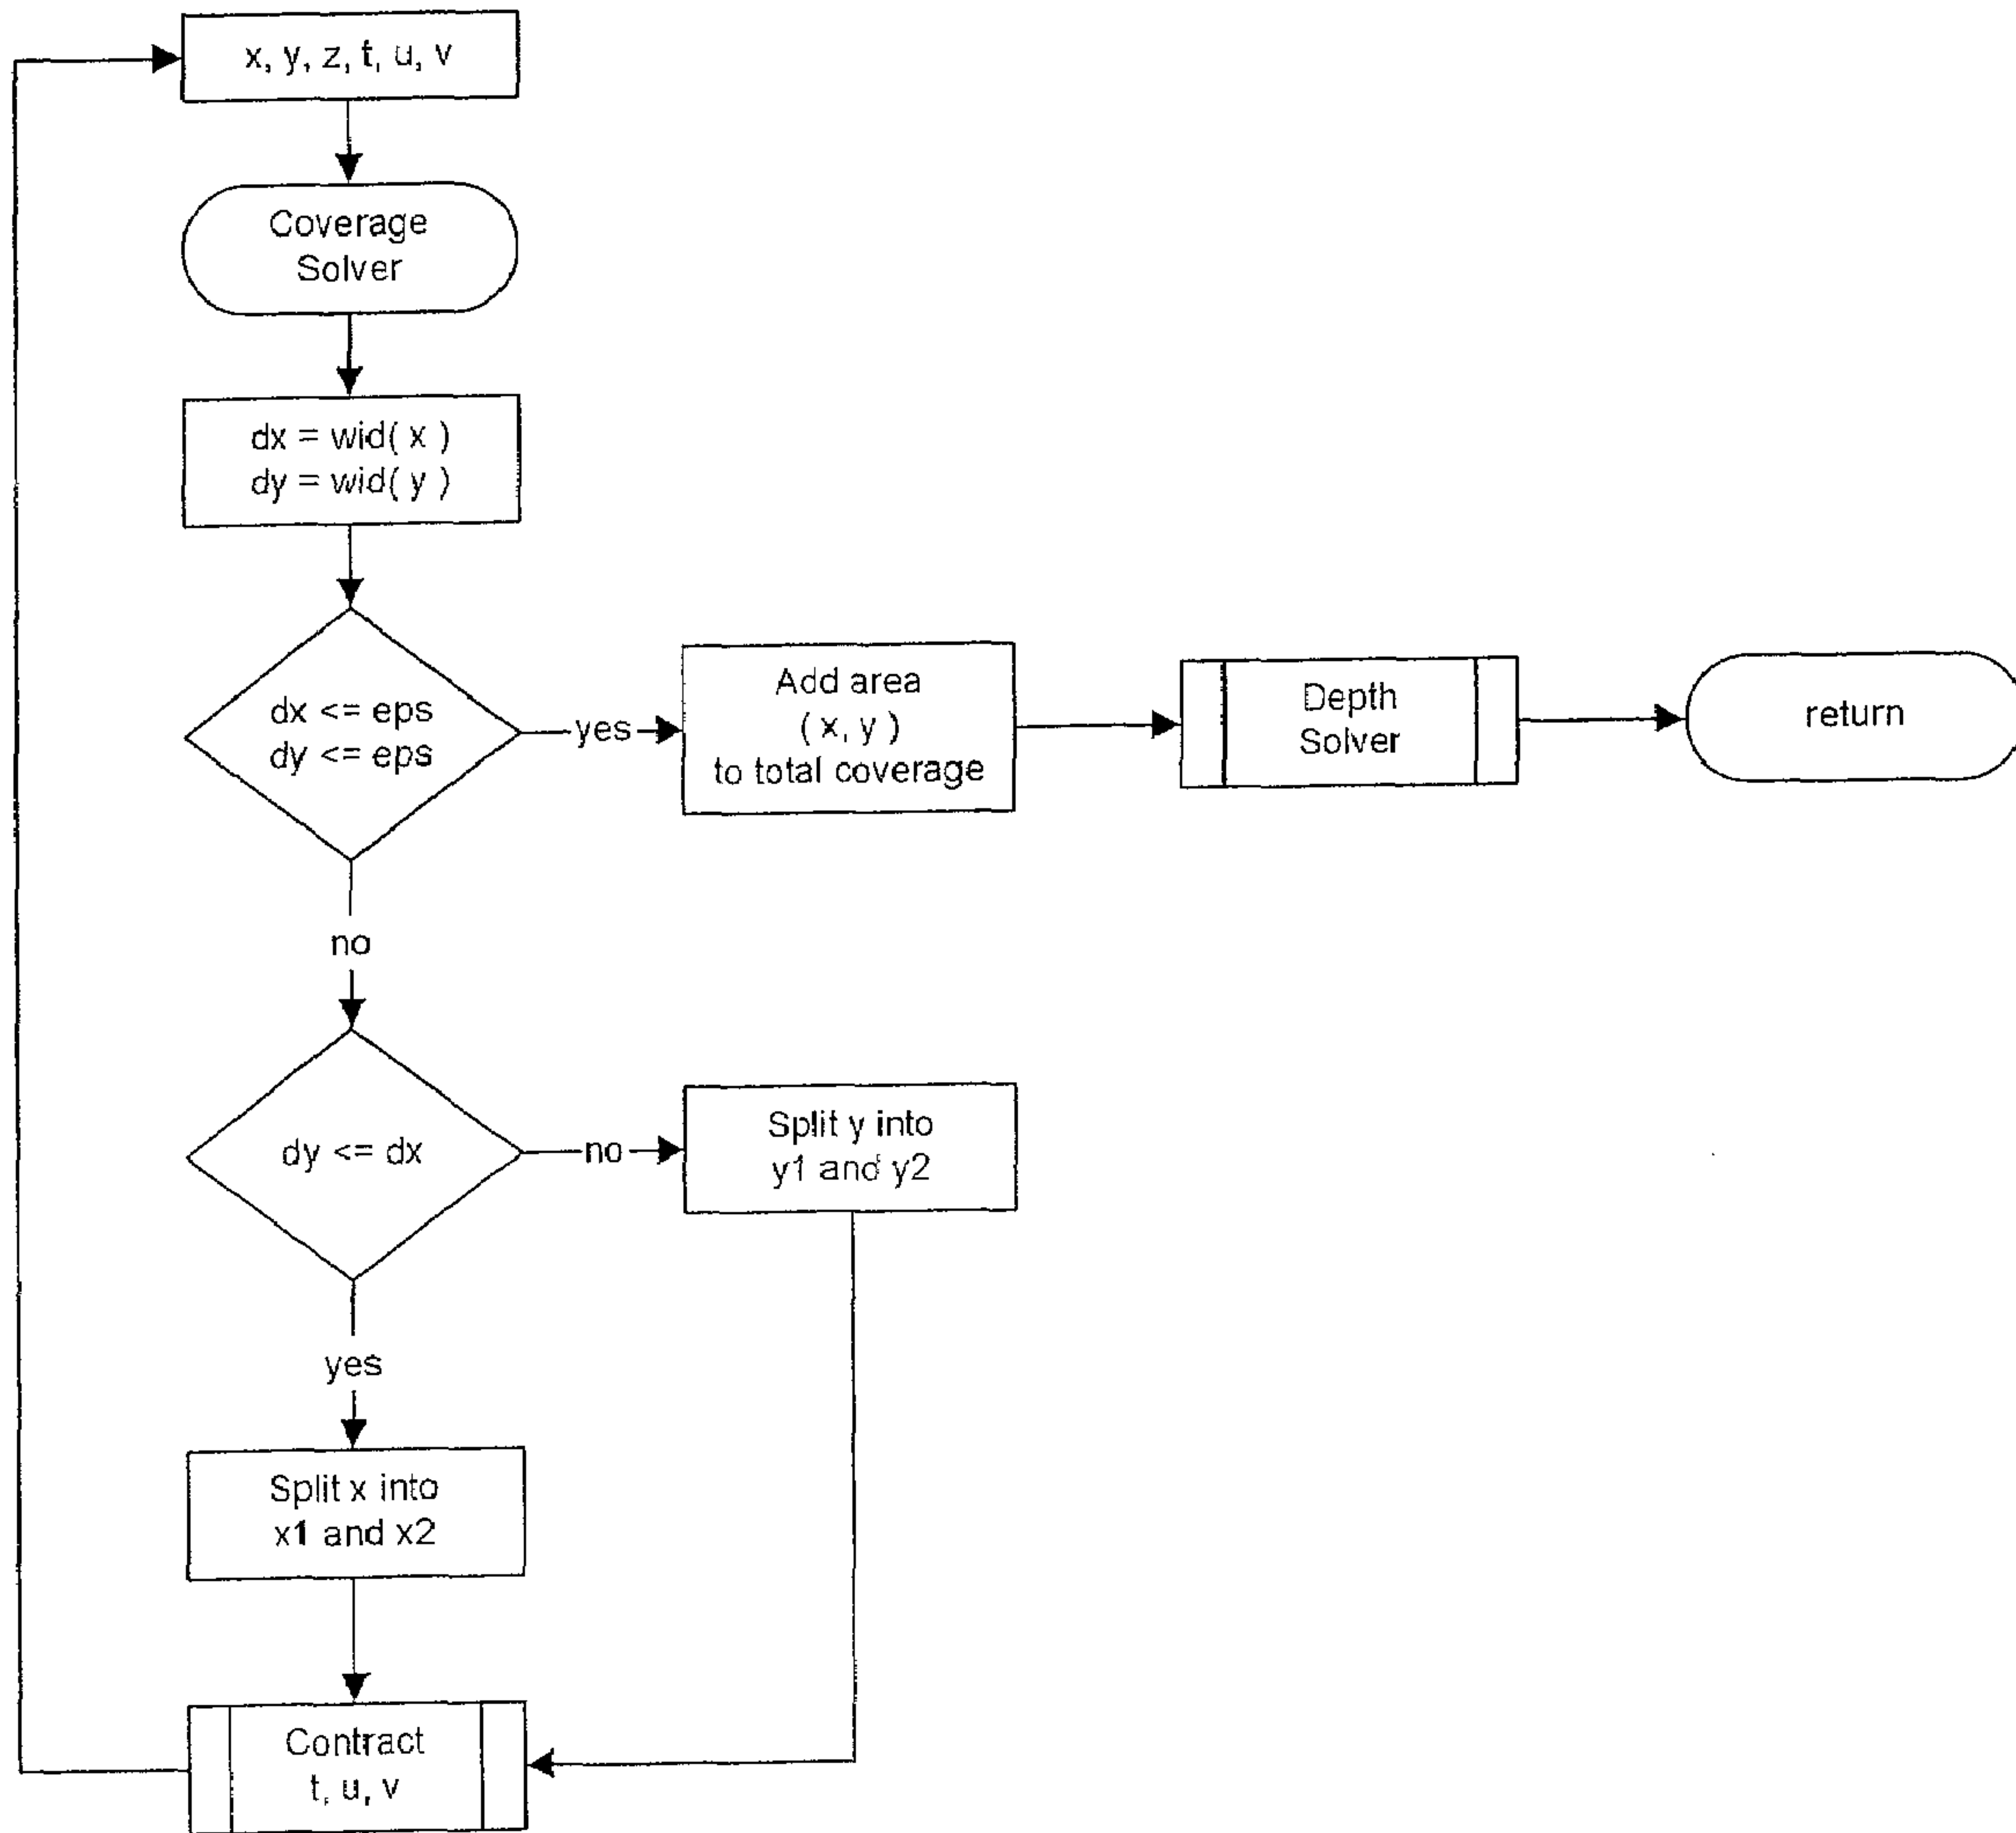 x, y, z, t, u, v
Coverage
Solver
dx = wid( x )
dy = wid( y )
dx <= eps
dy <= eps
yes
Add area
( x, y )
to total coverage
Depth
Solver
return
no
dy <= dx
no
Split y into
y1 and y2
yes
Split x into
x1 and x2
Contract
t, u, v